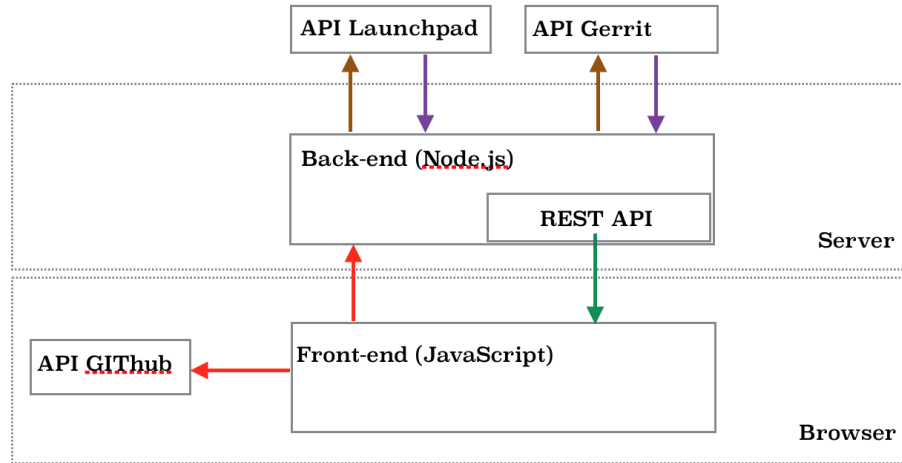 API Launchpad
API Gerrit
Back-end (Node.js)
REST API
Server
Front-end (JavaScript)
API GIThub
Browser